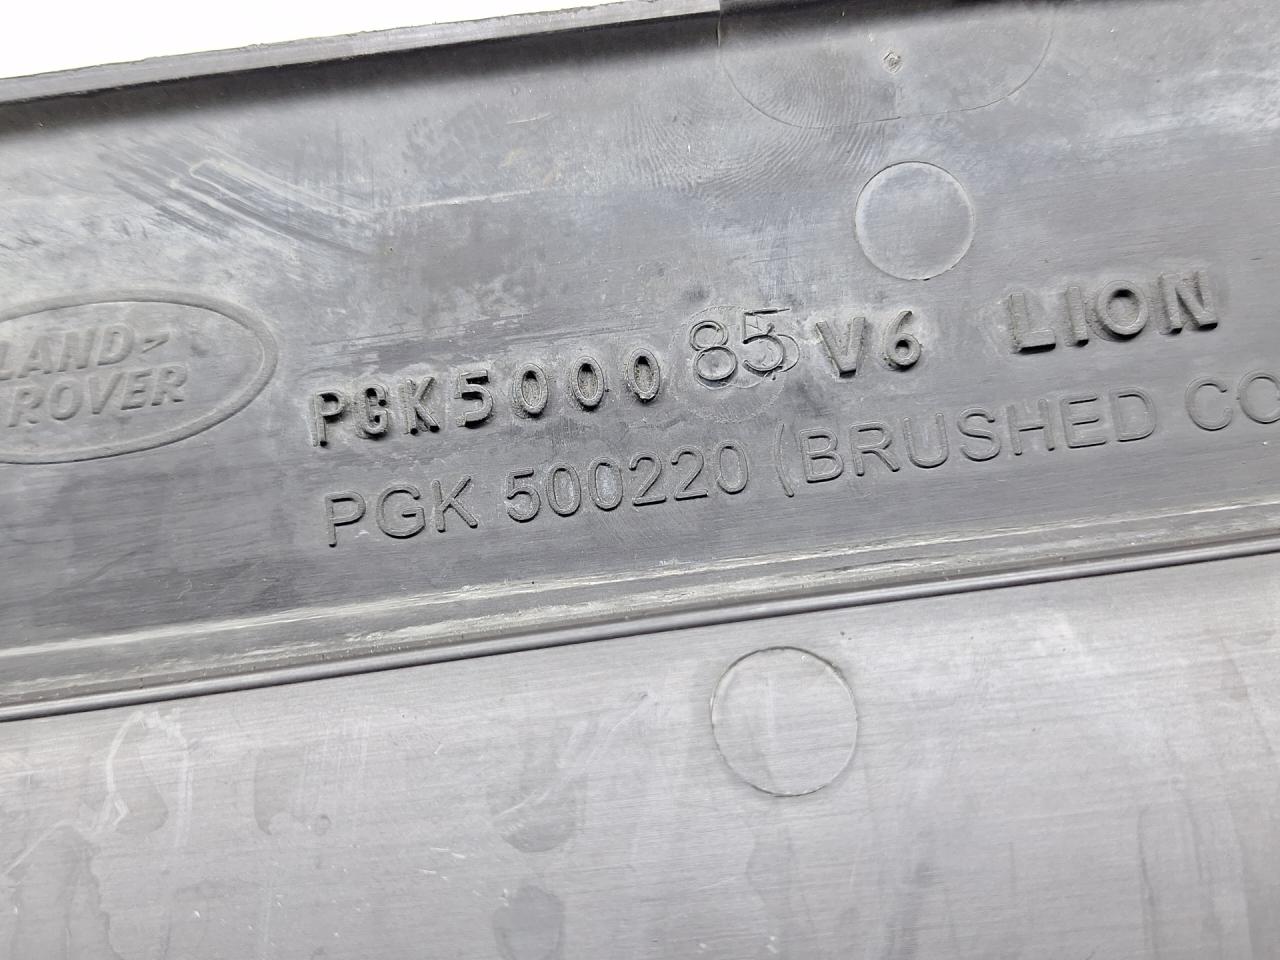 LAND-
ROVER
PGK500085 V6 LION
PGK 500220 (BRUSHED CO